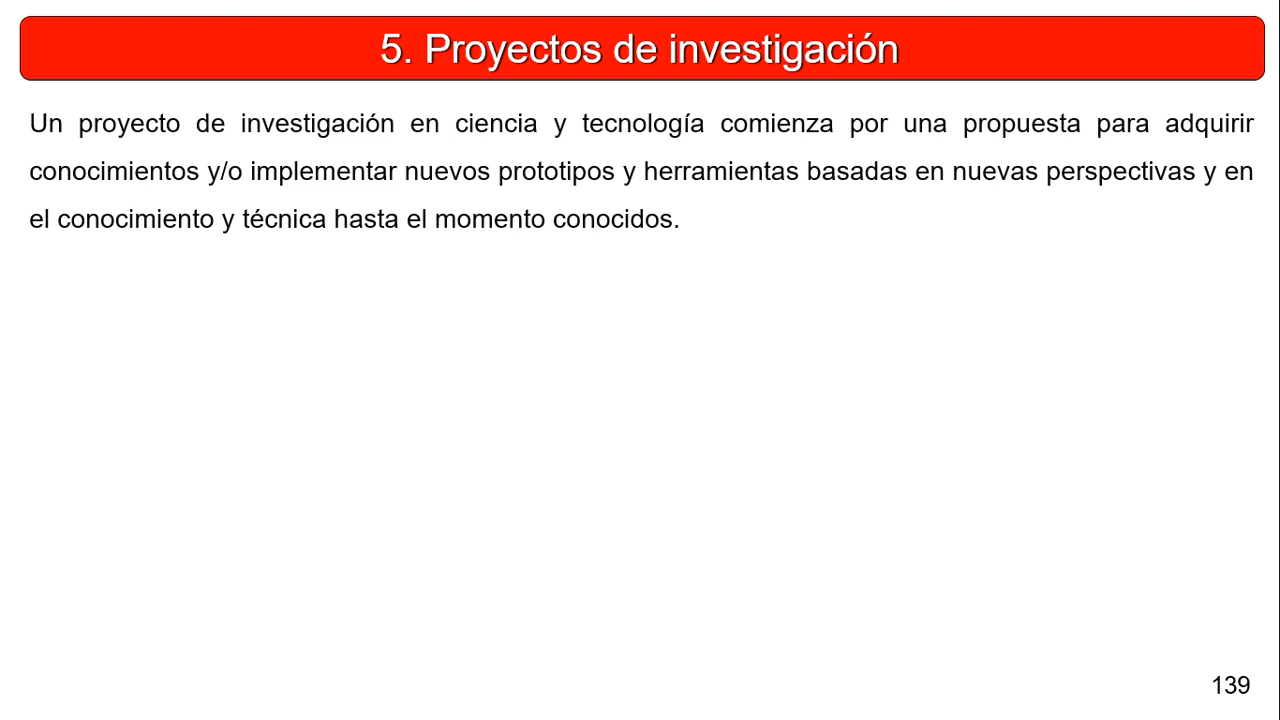 5. Proyectos de investigación
Un proyecto de investigación en ciencia y tecnología comienza por una propuesta para adquirir
conocimientos y/o implementar nuevos prototipos y herramientas basadas en nuevas perspectivas y en
el conocimiento y técnica hasta el momento conocidos.
139